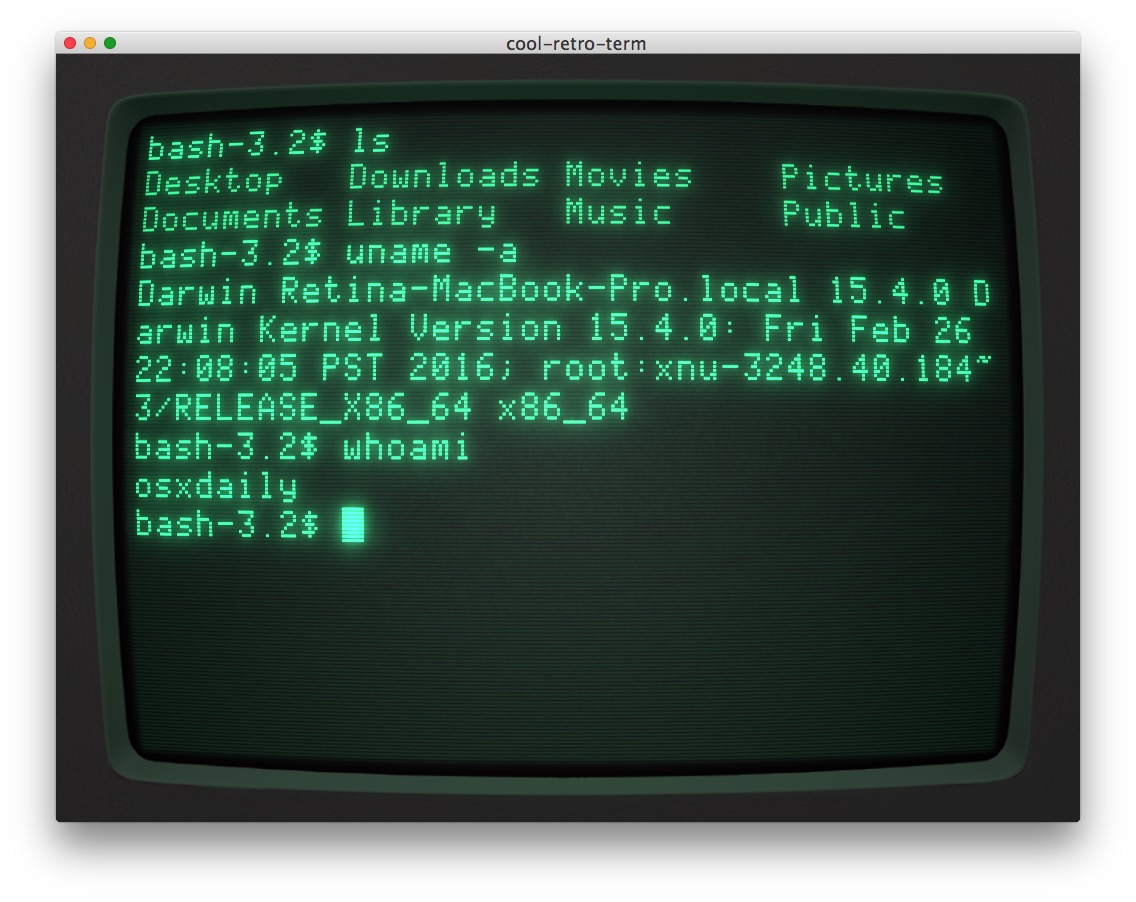 cool-retro-term
bash-3.2$ ls
Desktop Downloads Movies Pictures
Documents Library Music Public
bash-3.2$ uname -a
Darwin Retina-MacBook-Pro.local 15.4.0 D
arwin Kernel Version 15.4.0: Fri Feb 26
22:08:05 PST 2016; root:xnu-3248.40.184~
3/RELEASE_X86_64 x86_64
bash-3.2$ whoami
osxdaily
bash-3.2$